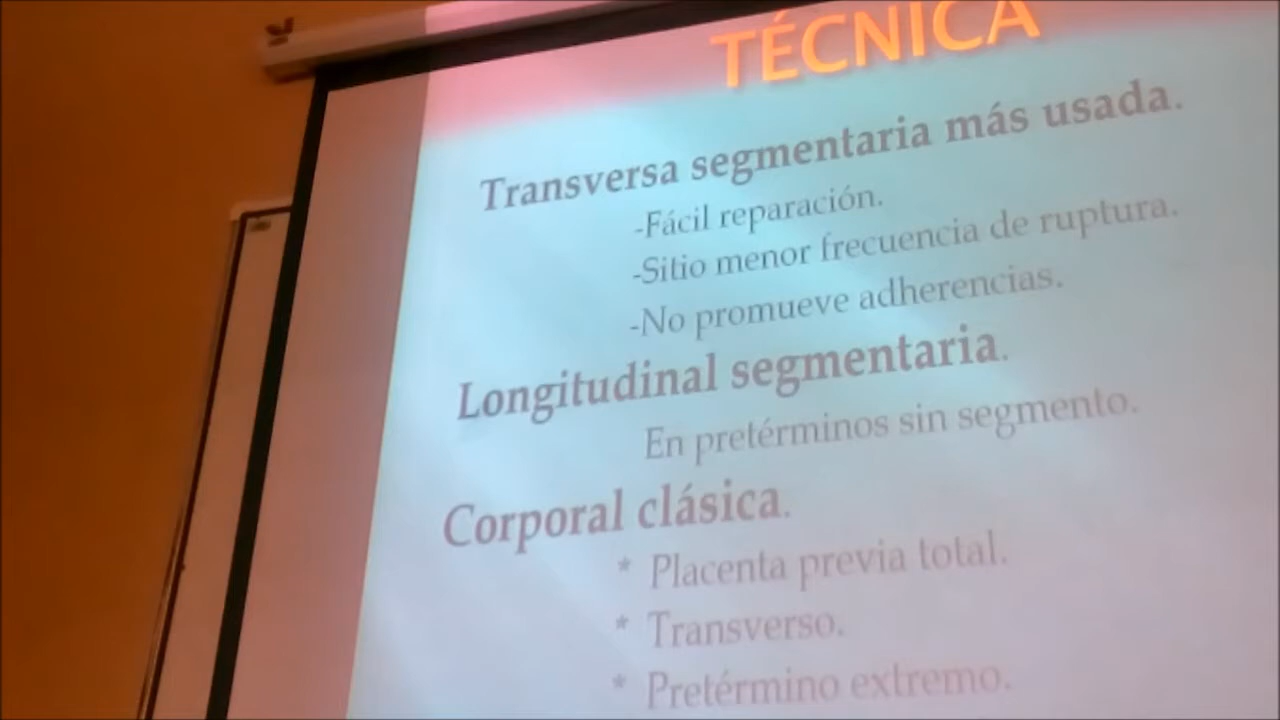 TÉCNICA
Transversa segmentaria más usada.
-Fácil reparación.
-Sitio menor frecuencia de ruptura.
-No promueve adherencias.
Longitudinal segmentaria.
En pretérminos sin segmento.
Corporal clásica.
* Placenta previa total.
* Transverso.
* Pretérmino extremo.